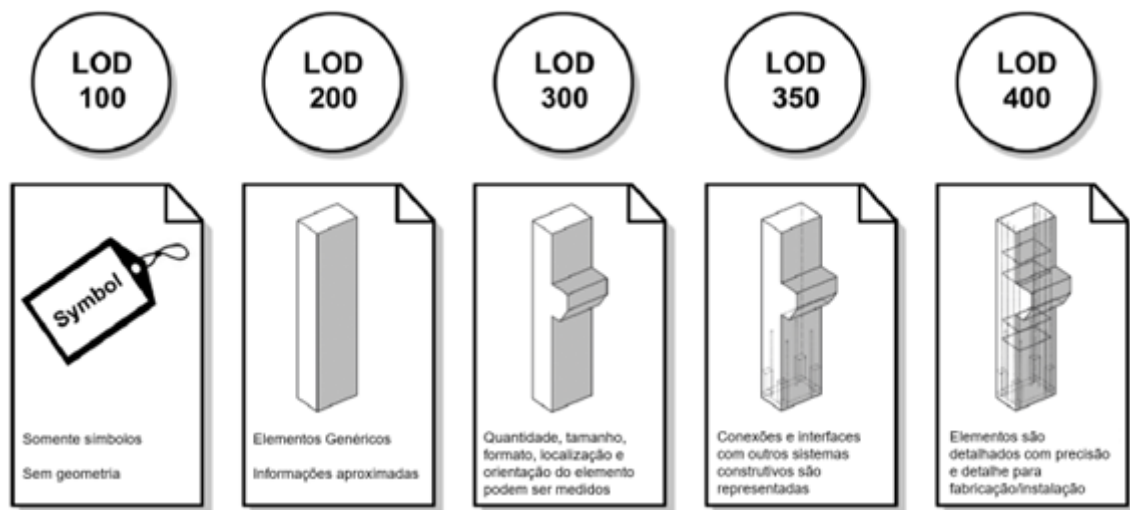 LOD
100
LOD
200
LOD
300
LOD
350
LOD
400
Symbol
Somente símbolos
Sem geometria
Elementos Genéricos
Informações aproximadas
Quantidade, tamanho,
formato, localização e
orientação do elemento
podem ser medidos
Conexões e interfaces
com outros sistemas
construtivos são
representadas
Elementos são
detalhados com precisão
e detalhe para
fabricação/instalação